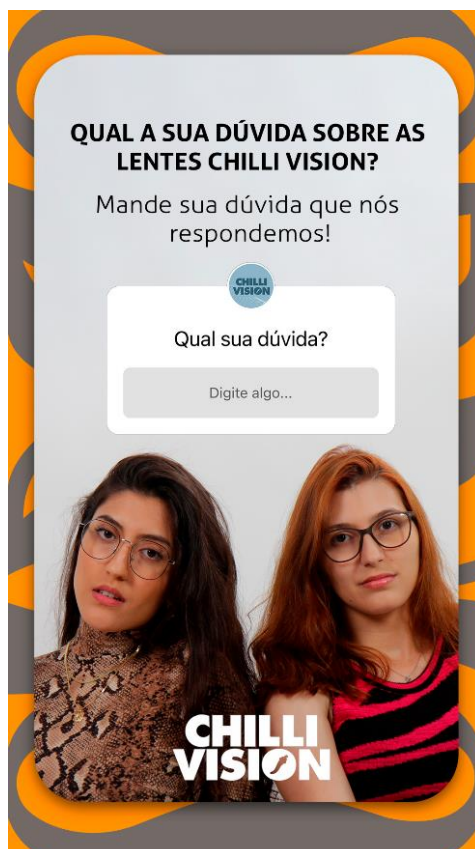 QUAL A SUA DÚVIDA SOBRE AS
LENTES CHILLI VISION?
Mande sua dúvida que nós
respondemos!
CHILLI
VISION
Qual sua dúvida?
Digite algo...
CHILLI
VISION